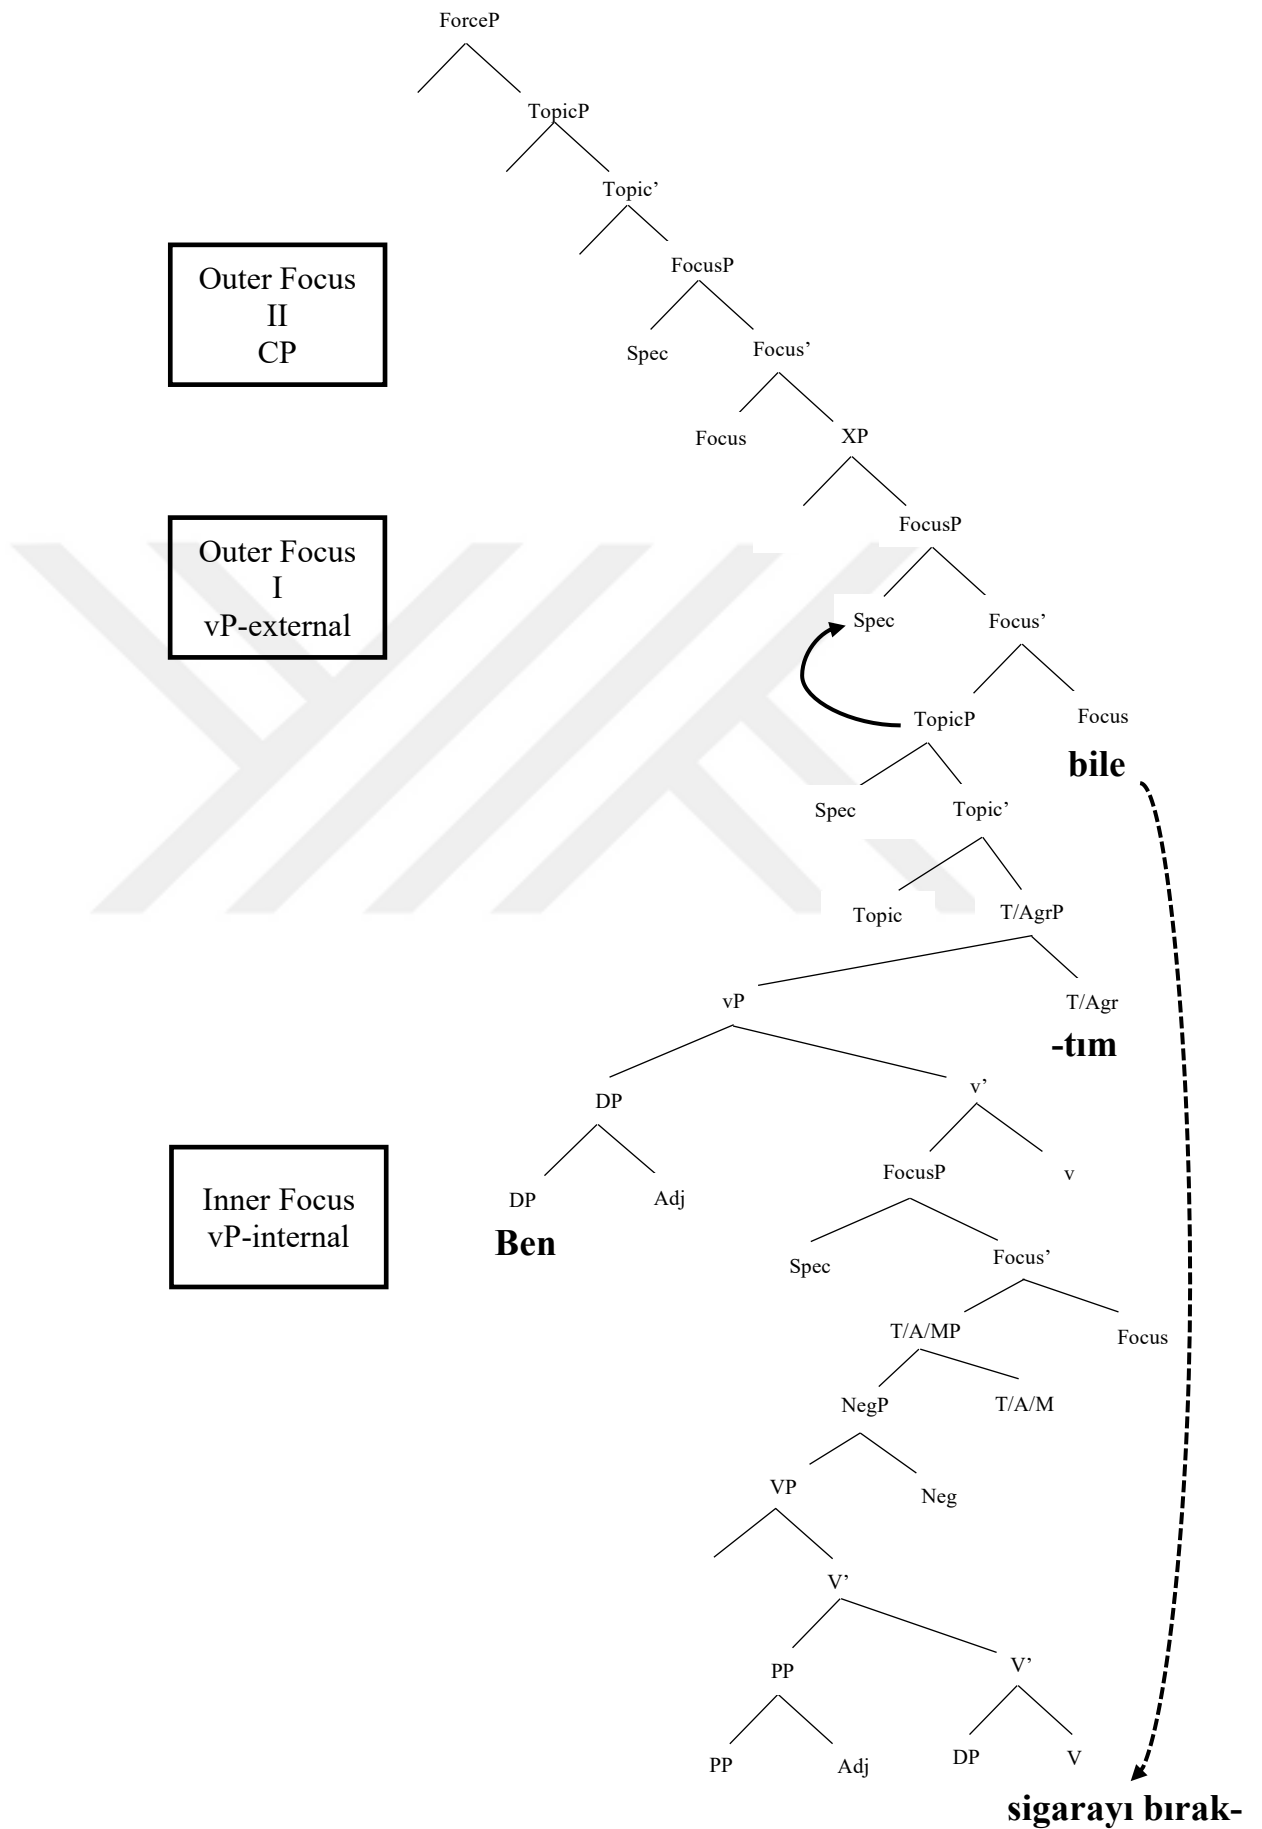 ForceP
TopicP
Topic’
Outer Focus
II
CP
FocusP
Spec Focus’
Focus XP
Outer Focus
I
vP-external
FocusP
Spec Focus’
TopicP Focus
bile
Spec Topic’
Topic T/AgrP
vP T/Agr
-tım
DP v’
Inner Focus
vP-internal
DP Adj FocusP v
Ben
Spec Focus’
T/A/MP Focus
NegP T/A/M
VP Neg
V’
PP V’
PP Adj DP V
sigarayı bırak-